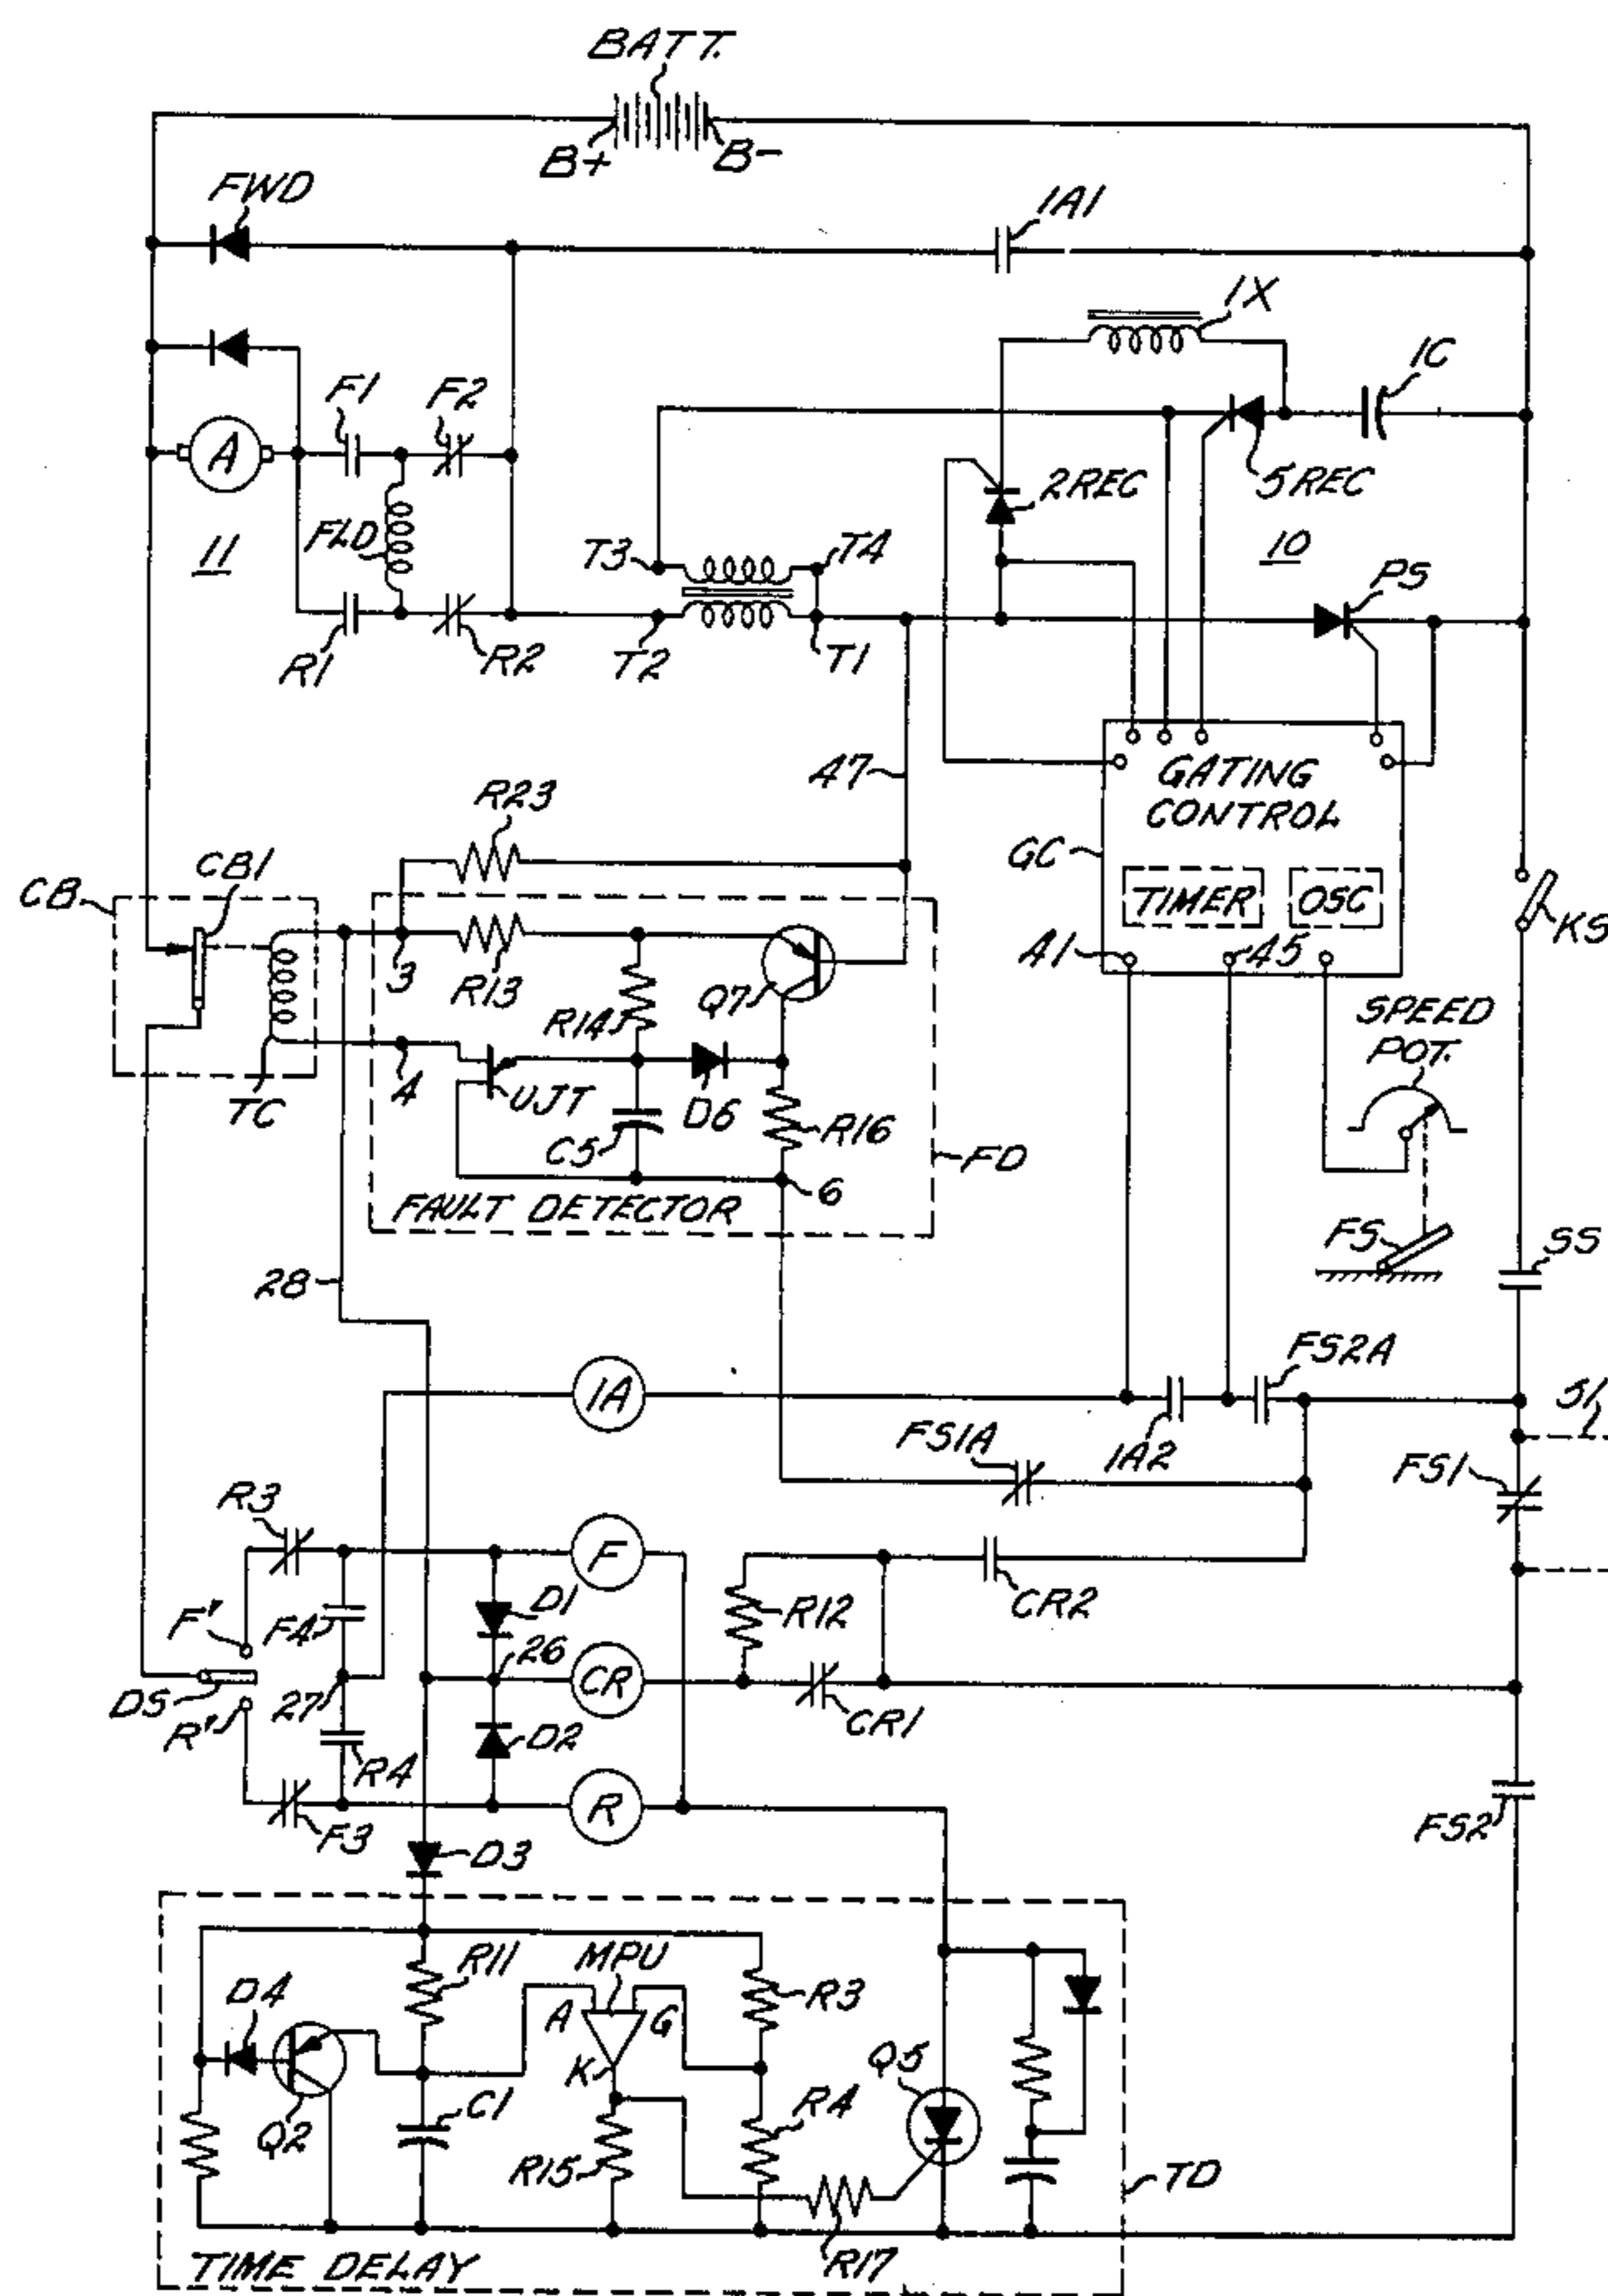 BATT.
B+
B-
FWD
1A1
1X
1C
F1
F2
A
5REC
2REC
FLD
11
T3
T4
10
PS
R1
R2
T2
T1
47
GATING
CONTROL
GC
R23
CB
CB1
TIMER
OSC
KS
41
45
3
R13
Q7
R14
SPEED
POT.
4
UJT
D6
TC
C5
R16
FD
6
FAULT DETECTOR
FS
SS
28
FS2A
1A
51
1A2
FS1A
FS1
R3
F
D1
R12
CR2
F'
F4
26
CR
DS
27
R'
D2
CR1
R4
R
F3
FS2
D3
R11
MPU
D4
A
G
R3
K
Q5
Q2
C1
R4
R15
TD
R17
TIME DELAY